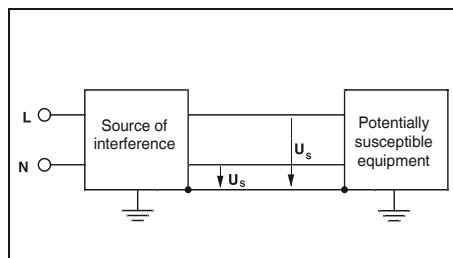 L
N
Source of
interference
U_S
U_S
Potentially
susceptible
equipment